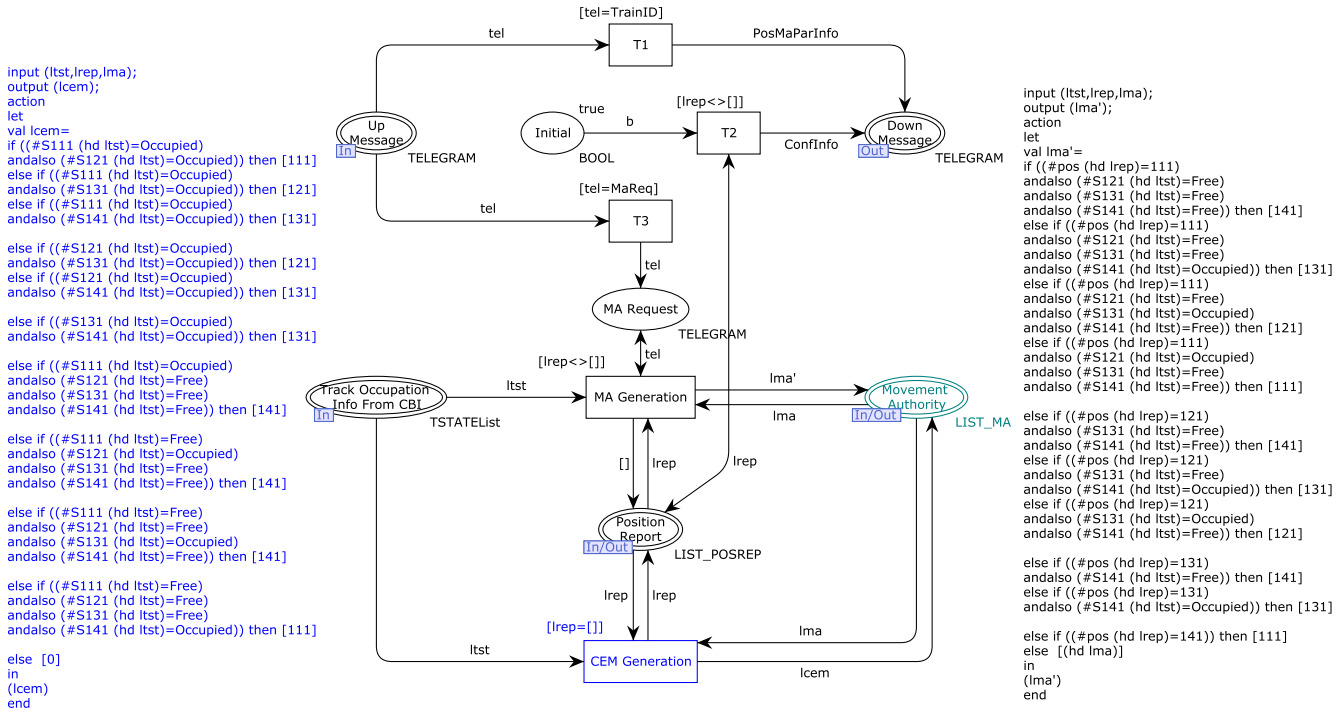 input (ltst,lrep,lma);
output (lcem);
action
let
val lcem=
if ((#S111 (hd ltst)=Occupied)
andalso (#S121 (hd ltst)=Occupied)) then [111]
else if ((#S111 (hd ltst)=Occupied)
andalso (#S131 (hd ltst)=Occupied)) then [121]
else if ((#S111 (hd ltst)=Occupied)
andalso (#S141 (hd ltst)=Occupied)) then [131]
else if ((#S121 (hd ltst)=Occupied)
andalso (#S131 (hd ltst)=Occupied)) then [121]
else if ((#S121 (hd ltst)=Occupied)
andalso (#S141 (hd ltst)=Occupied)) then [131]
else if ((#S131 (hd ltst)=Occupied)
andalso (#S141 (hd ltst)=Occupied)) then [131]
else if ((#S111 (hd ltst)=Occupied)
andalso (#S121 (hd ltst)=Free)
andalso (#S131 (hd ltst)=Free)
andalso (#S141 (hd ltst)=Free)) then [141]
else if ((#S111 (hd ltst)=Free)
andalso (#S121 (hd ltst)=Occupied)
andalso (#S131 (hd ltst)=Free)
andalso (#S141 (hd ltst)=Free)) then [141]
else if ((#S111 (hd ltst)=Free)
andalso (#S121 (hd ltst)=Free)
andalso (#S131 (hd ltst)=Occupied)
andalso (#S141 (hd ltst)=Free)) then [141]
else if ((#S111 (hd ltst)=Free)
andalso (#S121 (hd ltst)=Free)
andalso (#S131 (hd ltst)=Free)
andalso (#S141 (hd ltst)=Occupied)) then [111]
else  [0]
in
(lcem)
end
[tel=TrainID]
tel
T1
PosMaParInfo
Up
Message
In
TELEGRAM
true
Initial
BOOL
b
[lrep<>[]]
T2
ConfInfo
Down
Message
Out
TELEGRAM
[tel=MaReq]
tel
T3
tel
MA Request
TELEGRAM
tel
[lrep<>[]]
Track Occupation
Info From CBI
In
TSTATEList
ltst
MA Generation
lma'
lma
Movement
Authority
In/Out
LIST_MA
[]
lrep
lrep
Position
Report
In/Out
LIST_POSREP
lrep
lrep
[lrep=[]]
ltst
CEM Generation
lma
lcem
input (ltst,lrep,lma);
output (lma');
action
let
val lma'=
if ((#pos (hd lrep)=111)
andalso (#S121 (hd ltst)=Free)
andalso (#S131 (hd ltst)=Free)
andalso (#S141 (hd ltst)=Free)) then [141]
else if ((#pos (hd lrep)=111)
andalso (#S121 (hd ltst)=Free)
andalso (#S131 (hd ltst)=Free)
andalso (#S141 (hd ltst)=Occupied)) then [131]
else if ((#pos (hd lrep)=111)
andalso (#S121 (hd ltst)=Free)
andalso (#S131 (hd ltst)=Occupied)
andalso (#S141 (hd ltst)=Free)) then [121]
else if ((#pos (hd lrep)=111)
andalso (#S121 (hd ltst)=Occupied)
andalso (#S131 (hd ltst)=Free)
andalso (#S141 (hd ltst)=Free)) then [111]
else if ((#pos (hd lrep)=121)
andalso (#S131 (hd ltst)=Free)
andalso (#S141 (hd ltst)=Free)) then [141]
else if ((#pos (hd lrep)=121)
andalso (#S131 (hd ltst)=Free)
andalso (#S141 (hd ltst)=Occupied)) then [131]
else if ((#pos (hd lrep)=121)
andalso (#S131 (hd ltst)=Occupied)
andalso (#S141 (hd ltst)=Free)) then [121]
else if ((#pos (hd lrep)=131)
andalso (#S141 (hd ltst)=Free)) then [141]
else if ((#pos (hd lrep)=131)
andalso (#S141 (hd ltst)=Occupied)) then [131]
else if ((#pos (hd lrep)=141)) then [111]
else  [(hd lma)]
in
(lma')
end